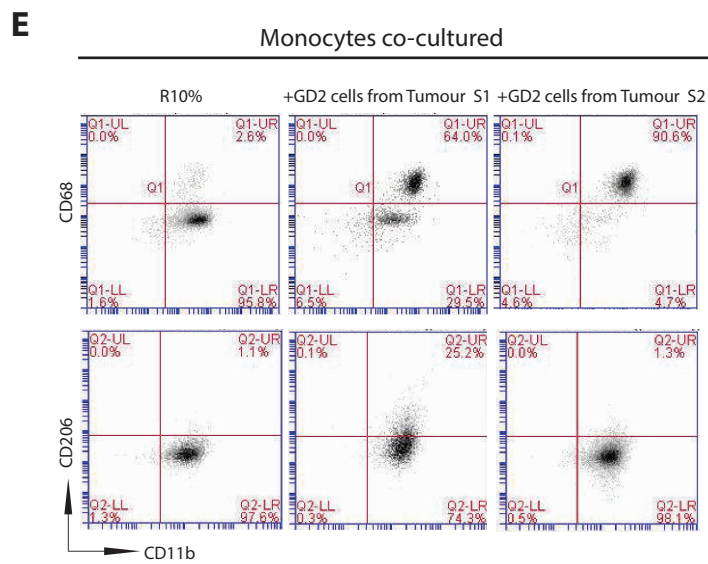 E
Monocytes co-cultured
R10%
+GD2 cells from Tumour S1
+GD2 cells from Tumour S2
CD68
Q1-UL
0.0%
Q1-UR
2.6%
Q1
Q1-LL
1.6%
Q1-LR
95.8%
Q1-UL
0.0%
Q1-UR
64.0%
Q1
Q1-LL
6.5%
Q1-LR
29.5%
Q1-UL
0.1%
Q1-UR
90.6%
Q1
Q1-LL
4.6%
Q1-LR
4.7%
CD206
Q2-UL
0.0%
Q2-UR
1.1%
Q2-LL
1.3%
Q2-LR
97.6%
Q2-UL
0.1%
Q2-UR
25.2%
Q2-LL
0.3%
Q2-LR
74.3%
Q2-UL
0.0%
Q2-UR
1.3%
Q2-LL
0.5%
Q2-LR
98.1%
CD11b